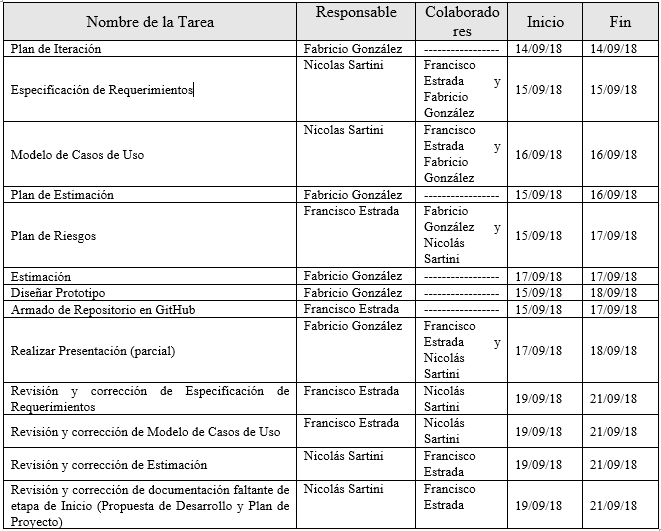 Nombre de la Tarea Responsable Colaborado
res Inicio Fin
Plan de Iteración Fabricio González ----------------- 14/09/18 14/09/18
Especificación de Requerimientos Nicolas Sartini Francisco
Estrada y
Fabricio
González 15/09/18 15/09/18
Modelo de Casos de Uso Nicolas Sartini Francisco
Estrada y
Fabricio
González 16/09/18 16/09/18
Plan de Estimación Fabricio González ----------------- 15/09/18 16/09/18
Plan de Riesgos Francisco Estrada Fabricio
González y
Nicolás
Sartini 15/09/18 17/09/18
Estimación Fabricio González ----------------- 17/09/18 17/09/18
Diseñar Prototipo Fabricio González ----------------- 15/09/18 18/09/18
Armado de Repositorio en GitHub Francisco Estrada ----------------- 15/09/18 17/09/18
Realizar Presentación (parcial) Fabricio González Francisco
Estrada y
Nicolás
Sartini 17/09/18 18/09/18
Revisión y corrección de Especificación de
Requerimientos Francisco Estrada Nicolás
Sartini 19/09/18 21/09/18
Revisión y corrección de Modelo de Casos de Uso Francisco Estrada Nicolás
Sartini 19/09/18 21/09/18
Revisión y corrección de Estimación Nicolás Sartini Francisco
Estrada 19/09/18 21/09/18
Revisión y corrección de documentación faltante de
etapa de Inicio (Propuesta de Desarrollo y Plan de
Proyecto) Nicolás Sartini Francisco
Estrada 19/09/18 21/09/18